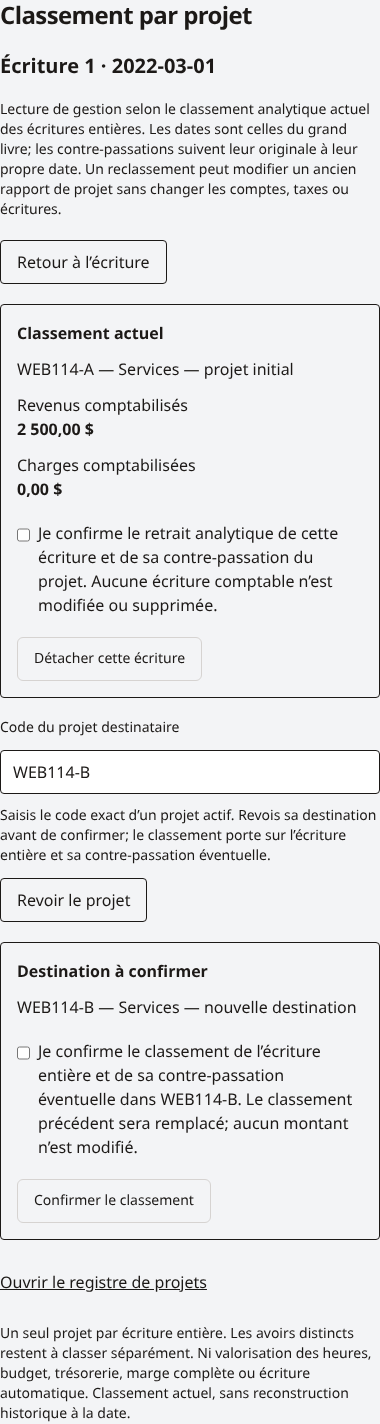 Classement par projet
Écriture 1 · 2022-03-01
Lecture de gestion selon le classement analytique actuel
des écritures entières. Les dates sont celles du grand
livre; les contre-passations suivent leur originale à leur
propre date. Un reclassement peut modifier un ancien
rapport de projet sans changer les comptes, taxes ou
écritures.
Retour à l’écriture
Classement actuel
WEB114-A — Services — projet initial
Revenus comptabilisés
2 500,00 $
Charges comptabilisées
0,00 $
Je confirme le retrait analytique de cette
écriture et de sa contre-passation du
projet. Aucune écriture comptable n’est
modifiée ou supprimée.
Détacher cette écriture
Code du projet destinataire
WEB114-B
Saisis le code exact d’un projet actif. Revois sa destination
avant de confirmer; le classement porte sur l’écriture
entière et sa contre-passation éventuelle.
Revoir le projet
Destination à confirmer
WEB114-B — Services — nouvelle destination
Je confirme le classement de l’écriture
entière et de sa contre-passation
éventuelle dans WEB114-B. Le classement
précédent sera remplacé; aucun montant
n’est modifié.
Confirmer le classement
Ouvrir le registre de projets
Un seul projet par écriture entière. Les avoirs distincts
restent à classer séparément. Ni valorisation des heures,
budget, trésorerie, marge complète ou écriture
automatique. Classement actuel, sans reconstruction
historique à la date.